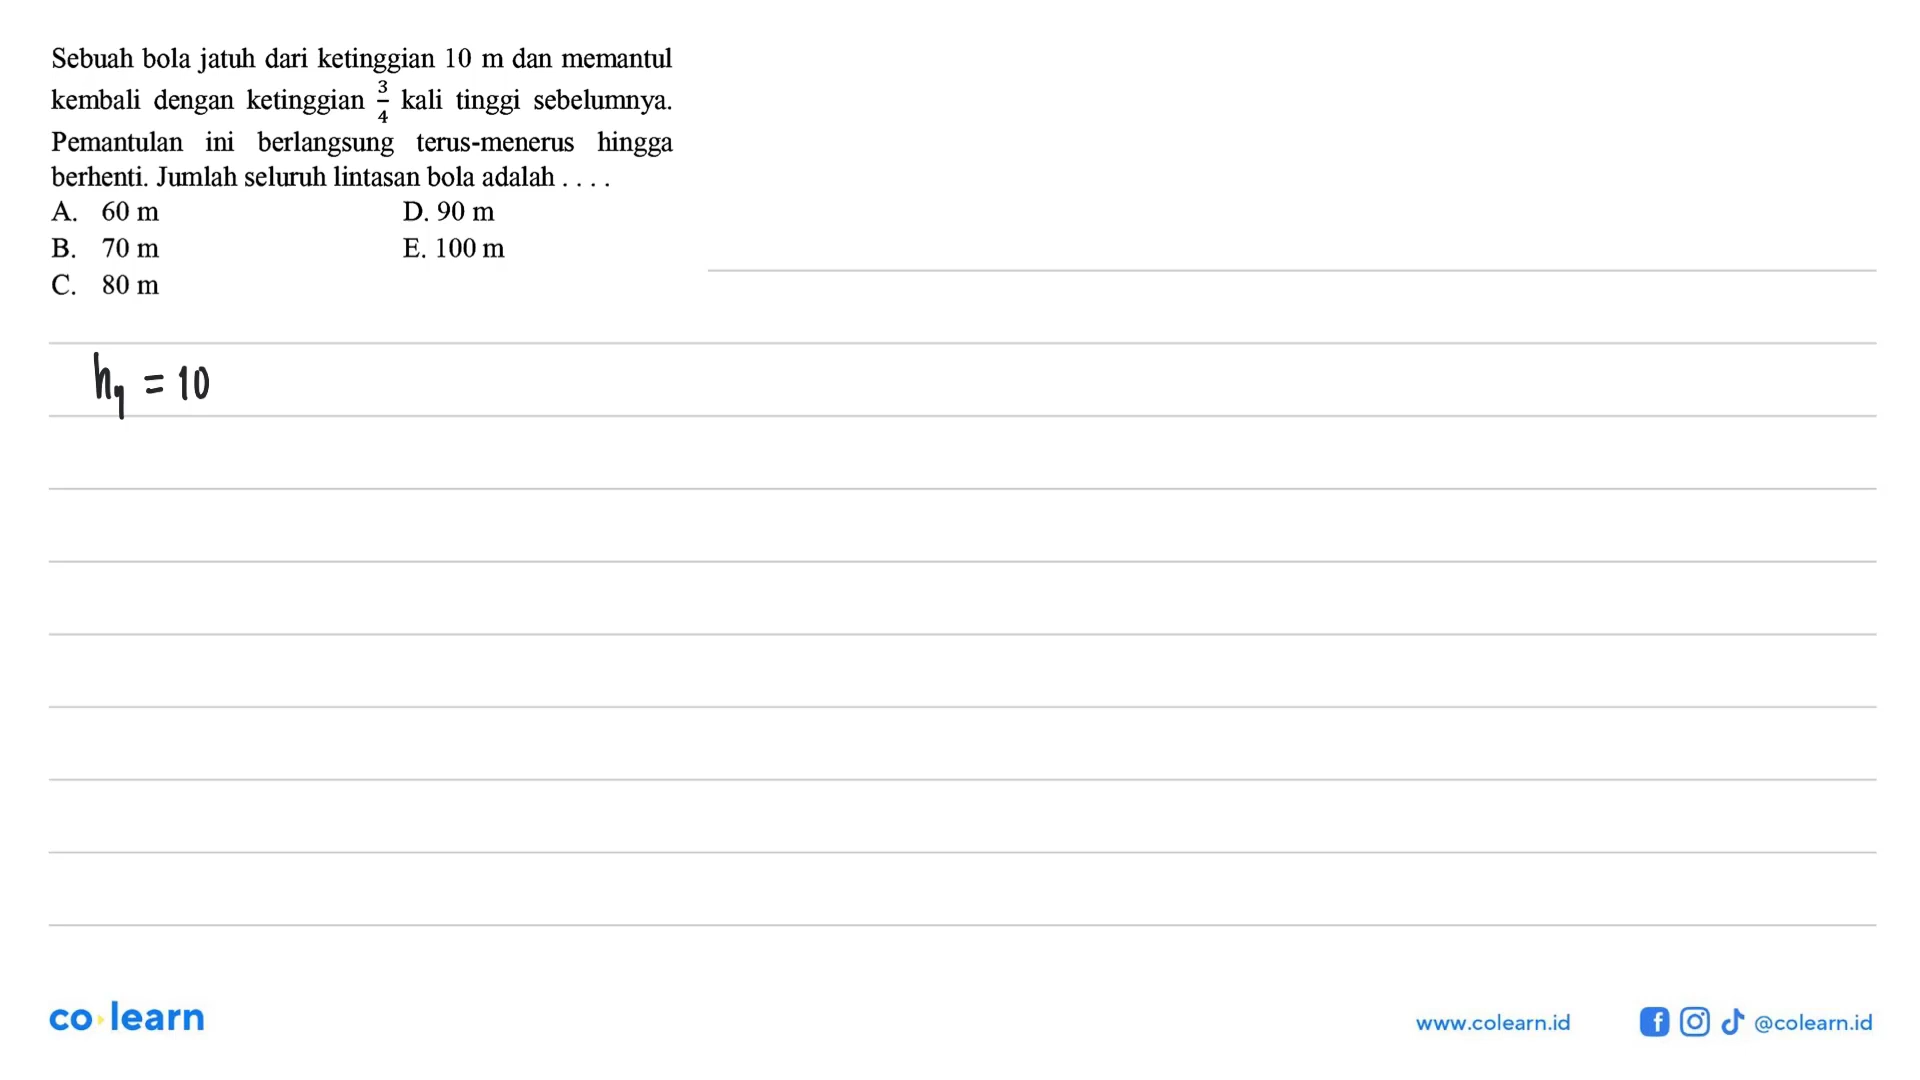 Sebuah bola jatuh dari ketinggian 10 m dan memantul
kembali dengan ketinggian 3/4 kali tinggi sebelumnya.
Pemantulan ini berlangsung terus-menerus hingga
berhenti. Jumlah seluruh lintasan bola adalah . . . .
A. 60 m D. 90 m
B. 70 m E. 100 m
C. 80 m
h₁ = 10
co learn
www.colearn.id @colearn.id